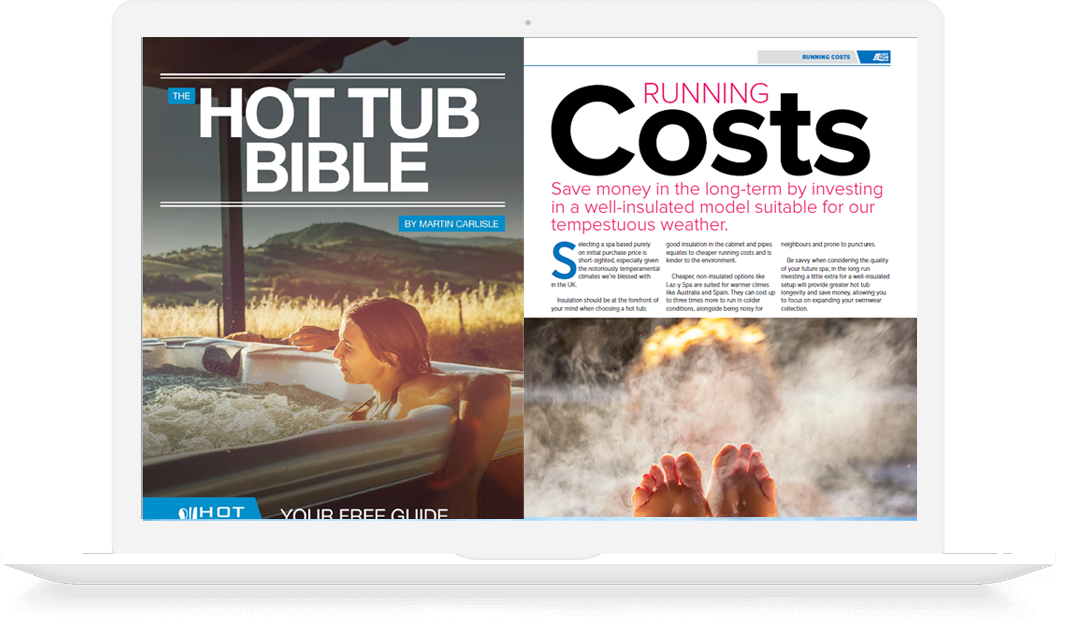 THE
HOT TUB
BIBLE
BY MARTIN CARLISLE
HOT
YOUR FREE GUIDE
RUNNING COSTS
RUNNING
Costs
Save money in the long-term by investing
in a well-insulated model suitable for our
tempestuous weather.
Selecting a spa based purely
on initial purchase price is
short-sighted, especially given
the notoriously temperamental
climates we're blessed with
in the UK.
Insulation should be at the forefront of
your mind when choosing a hot tub;
good insulation in the cabinet and pipes
equates to cheaper running costs and is
kinder to the environment.
Cheaper, non-insulated options like
Laz-y Spa are suited for warmer climes
like Australia and Spain. They can cost up
to three times more to run in colder
conditions, alongside being noisy for
neighbours and prone to punctures.
Be savvy when considering the quality
of your future spa; in the long run
investing a little extra for a well-insulated
setup will provide greater hot tub
longevity and save money, allowing you
to focus on expanding your swimwear
collection.